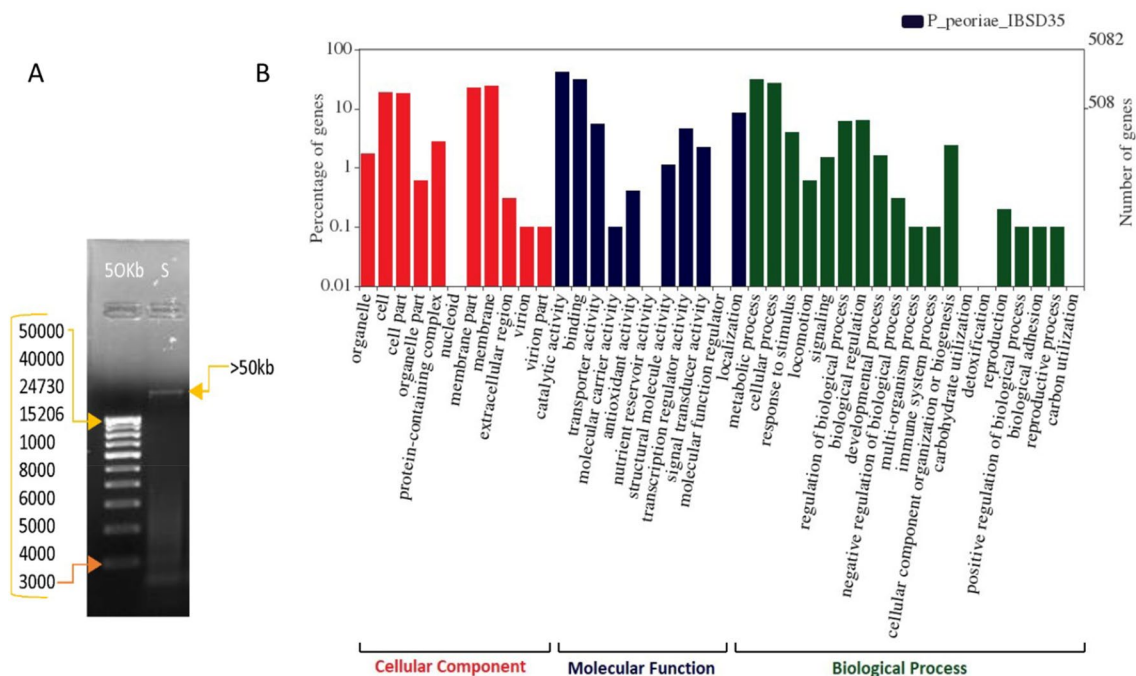 P_peoriae_IBSD35
A
B
50Kb S
50000
40000
24730
15206
1000
8000
6000
5000
4000
3000
>50kb
Percentage of genes
100
10
1
0.1
0.01
5082
508
Number of genes
organelle
cell
cell part
organelle part
protein-containing complex
nucleoid
membrane part
membrane
extracellular region
virion
virion part
catalytic activity
binding
transporter activity
molecular carrier activity
antioxidant activity
nutrient reservoir activity
structural molecule activity
transcription regulator activity
signal transducer activity
molecular function regulator
localization
metabolic process
cellular process
response to stimulus
locomotion
signaling
regulation of biological process
biological regulation
developmental process
negative regulation of biological process
multi-organism process
immune system process
cellular component organization or biogenesis
carbohydrate utilization
detoxification
reproduction
positive regulation of biological process
biological adhesion
reproductive process
carbon utilization
Cellular Component
Molecular Function
Biological Process